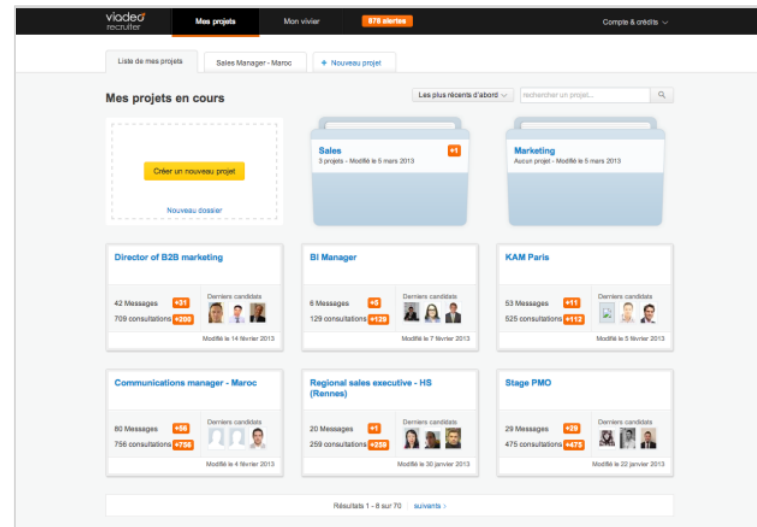 viadeo
recruiter
Mes projets
Mon vivier
878 alertes
Compte & crédits
Liste de mes projets
Sales Manager - Maroc
+ Nouveau projet
Mes projets en cours
Les plus récents d'abord
rechercher un projet...
Créer un nouveau projet
Nouveau dossier
Sales
+1
3 projets - Modifié le 5 mars 2013
Marketing
Aucun projet - Modifié le 5 mars 2013
Director of B2B marketing
42 Messages +31
Derniers candidats
709 consultations +200
Modifié le 14 février 2013
BI Manager
6 Messages +5
Derniers candidats
129 consultations +129
Modifié le 7 février 2013
KAM Paris
53 Messages +11
Derniers candidats
525 consultations +112
Modifié le 5 février 2013
Communications manager - Maroc
80 Messages +56
Derniers candidats
756 consultations +756
Modifié le 4 février 2013
Regional sales executive - HS
(Rennes)
20 Messages +1
Derniers candidats
259 consultations +259
Modifié le 30 janvier 2013
Stage PMO
29 Messages +29
Derniers candidats
475 consultations +475
Modifié le 22 janvier 2013
Résultats 1 - 8 sur 70
suivants >